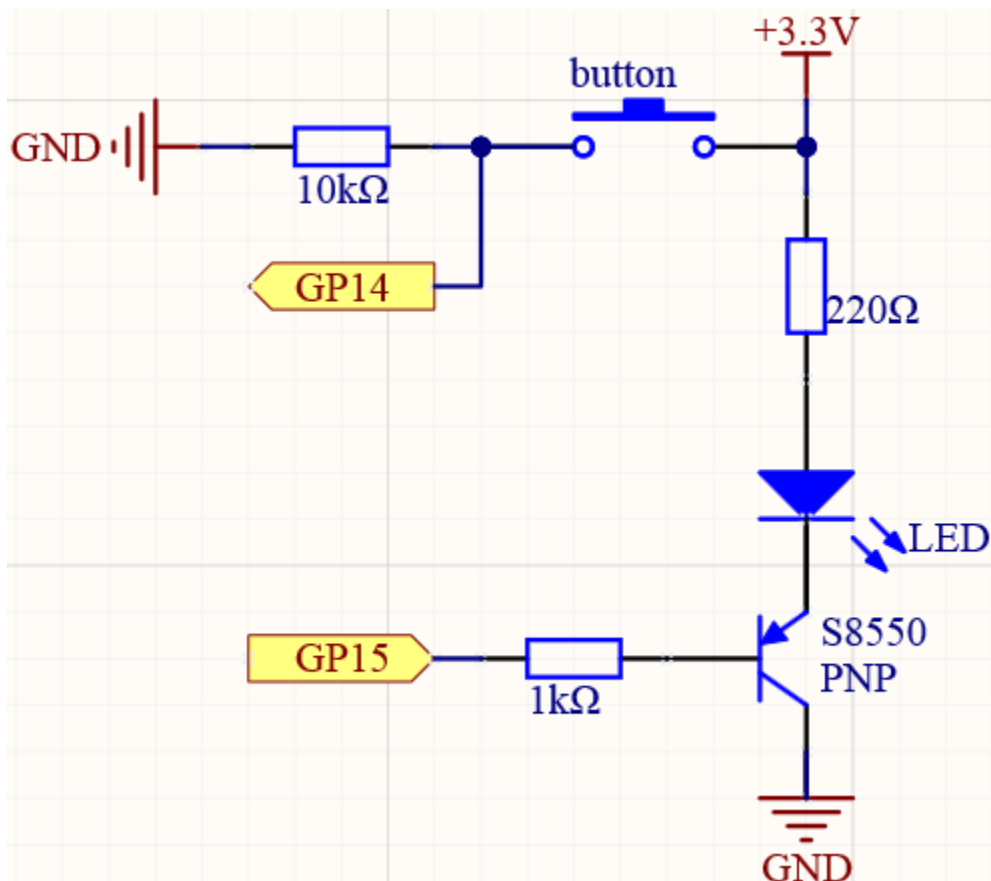 +3.3V
button
GND
10kΩ
GP14
220Ω
LED
S8550
PNP
GP15
1kΩ
GND